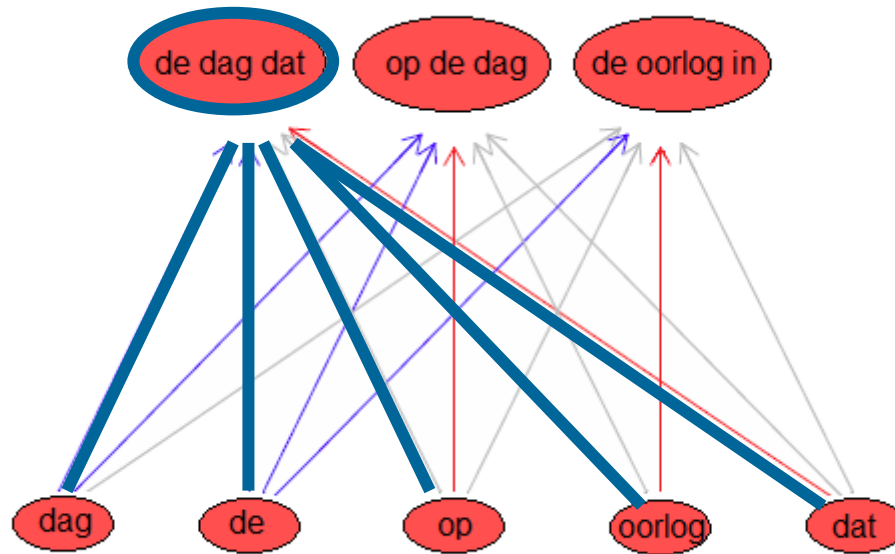 de dag dat
op de dag
de oorlog in
dag
de
op
oorlog
dat